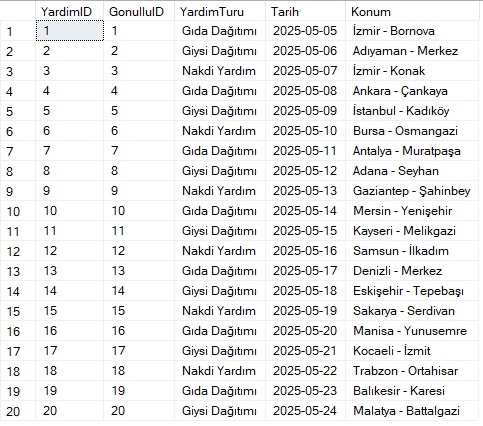 YardimID GonulluID YardimTuru Tarih Konum
1 1 1 Gıda Dağıtımı 2025-05-05 İzmir - Bornova
2 2 2 Giysi Dağıtımı 2025-05-06 Adıyaman - Merkez
3 3 3 Nakdi Yardım 2025-05-07 İzmir - Konak
4 4 4 Gıda Dağıtımı 2025-05-08 Ankara - Çankaya
5 5 5 Giysi Dağıtımı 2025-05-09 İstanbul - Kadıköy
6 6 6 Nakdi Yardım 2025-05-10 Bursa - Osmangazi
7 7 7 Gıda Dağıtımı 2025-05-11 Antalya - Muratpaşa
8 8 8 Giysi Dağıtımı 2025-05-12 Adana - Seyhan
9 9 9 Nakdi Yardım 2025-05-13 Gaziantep - Şahinbey
10 10 10 Gıda Dağıtımı 2025-05-14 Mersin - Yenişehir
11 11 11 Giysi Dağıtımı 2025-05-15 Kayseri - Melikgazi
12 12 12 Nakdi Yardım 2025-05-16 Samsun - İlkadım
13 13 13 Gıda Dağıtımı 2025-05-17 Denizli - Merkez
14 14 14 Giysi Dağıtımı 2025-05-18 Eskişehir - Tepebaşı
15 15 15 Nakdi Yardım 2025-05-19 Sakarya - Serdivan
16 16 16 Gıda Dağıtımı 2025-05-20 Manisa - Yunusemre
17 17 17 Giysi Dağıtımı 2025-05-21 Kocaeli - İzmit
18 18 18 Nakdi Yardım 2025-05-22 Trabzon - Ortahisar
19 19 19 Gıda Dağıtımı 2025-05-23 Balıkesir - Karesi
20 20 20 Giysi Dağıtımı 2025-05-24 Malatya - Battalgazi